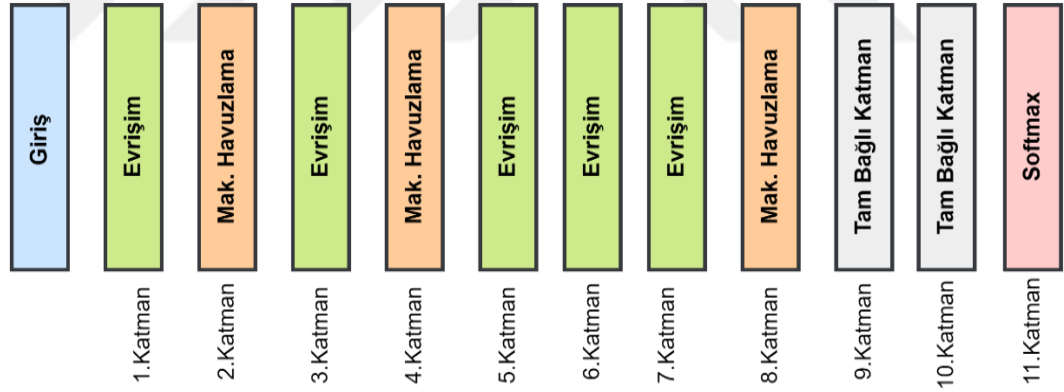 Giriş
Evrişim
Mak. Havuzlama
Evrişim
Mak. Havuzlama
Evrişim
Evrişim
Evrişim
Mak. Havuzlama
Tam Bağlı Katman
Tam Bağlı Katman
Softmax
1.Katman
2.Katman
3.Katman
4.Katman
5.Katman
6.Katman
7.Katman
8.Katman
9.Katman
10.Katman
11.Katman